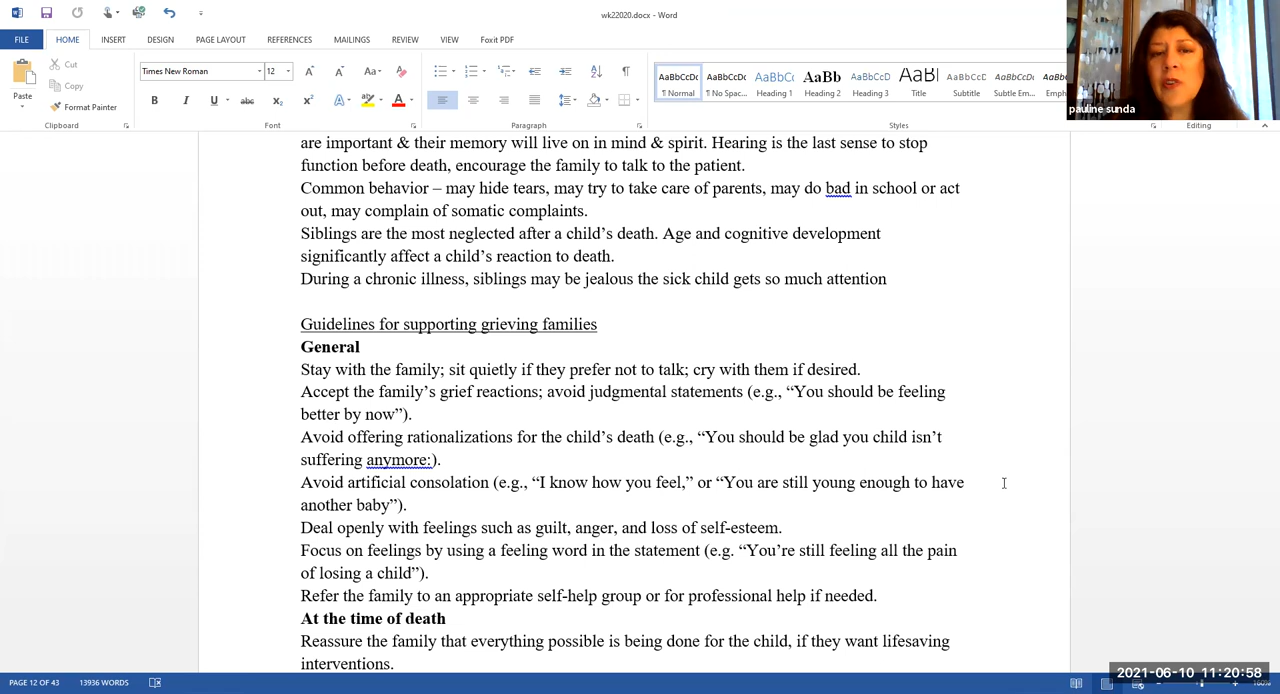 wk22020.docx - Word
FILE HOME INSERT DESIGN PAGE LAYOUT REFERENCES MAILINGS REVIEW VIEW Foxit PDF
Paste
Cut
Copy
Format Painter
Clipboard
Times New Roman 12
Aa
B I U abc X₂ X² A A
Font
Paragraph
AaBbCcDc AaBbCcDc AaBbCc AaBb AaBbCcD AaBl AaBbCcD AaBbCcDc AaBb
¶ Normal ¶ No Spac... Heading 1 Heading 2 Heading 3 Title Subtitle Subtle Em... Emph
Styles
Editing
pauline sunda
are important & their memory will live on in mind & spirit. Hearing is the last sense to stop
function before death, encourage the family to talk to the patient.
Common behavior – may hide tears, may try to take care of parents, may do bad in school or act
out, may complain of somatic complaints.
Siblings are the most neglected after a child’s death. Age and cognitive development
significantly affect a child’s reaction to death.
During a chronic illness, siblings may be jealous the sick child gets so much attention
Guidelines for supporting grieving families
General
Stay with the family; sit quietly if they prefer not to talk; cry with them if desired.
Accept the family’s grief reactions; avoid judgmental statements (e.g., “You should be feeling
better by now”).
Avoid offering rationalizations for the child’s death (e.g., “You should be glad you child isn’t
suffering anymore:).
Avoid artificial consolation (e.g., “I know how you feel,” or “You are still young enough to have
another baby”).
Deal openly with feelings such as guilt, anger, and loss of self-esteem.
Focus on feelings by using a feeling word in the statement (e.g. “You’re still feeling all the pain
of losing a child”).
Refer the family to an appropriate self-help group or for professional help if needed.
At the time of death
Reassure the family that everything possible is being done for the child, if they want lifesaving
interventions.
PAGE 12 OF 43 13936 WORDS
2021-06-10 11:20:58